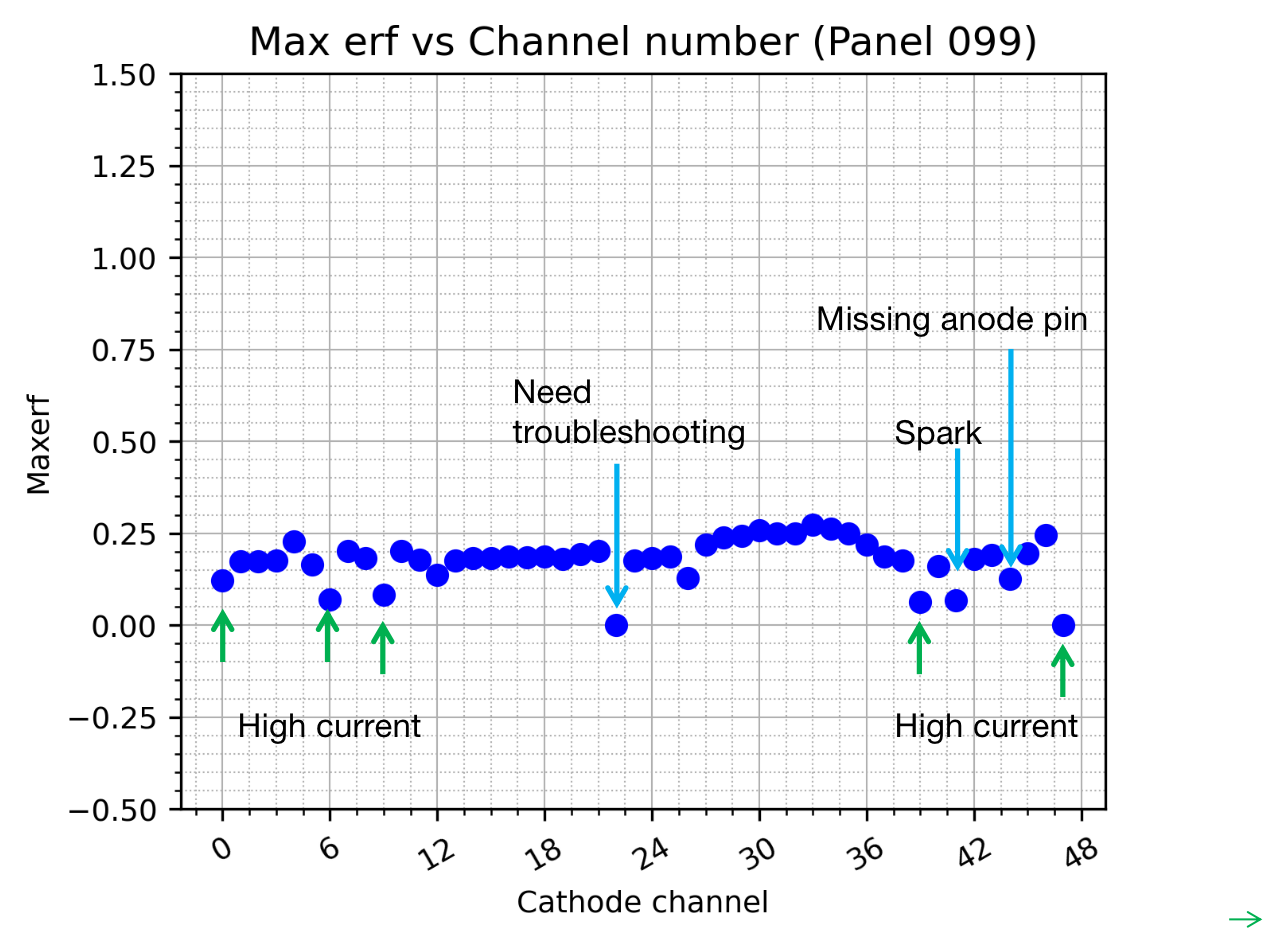 Max erf vs Channel number (Panel 099)
1.50
1.25
1.00
0.75
0.50
0.25
0.00
−0.25
−0.50
Maxerf
Missing anode pin
Need
troubleshooting
Spark
High current
High current
0
6
12
18
24
30
36
42
48
Cathode channel